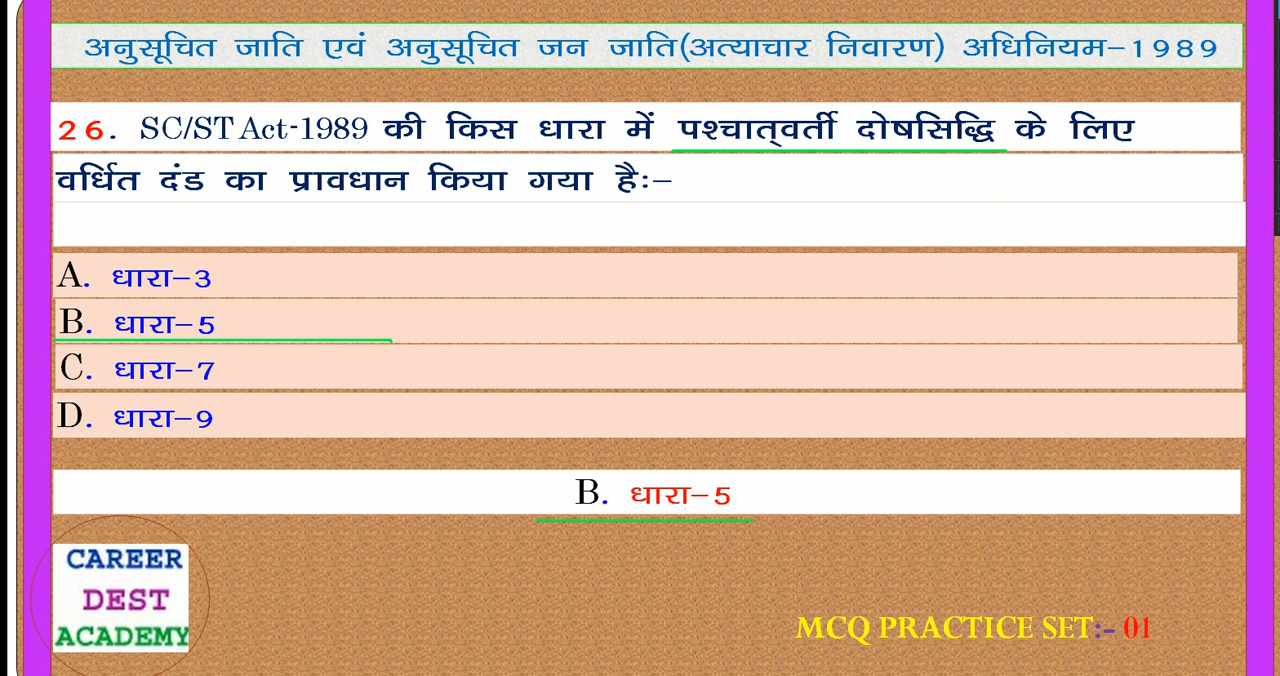 अनुसूचित जाति एवं अनुसूचित जन जाति(अत्याचार निवारण) अधिनियम–1989
26. SC/ST Act-1989 की किस धारा में पश्चात्वर्ती दोषसिद्धि के लिए
वर्धित दंड का प्रावधान किया गया हैः–
A. धारा–3
B. धारा–5
C. धारा–7
D. धारा–9
B. धारा–5
CAREER
DEST
ACADEMY
MCQ PRACTICE SET:- 01